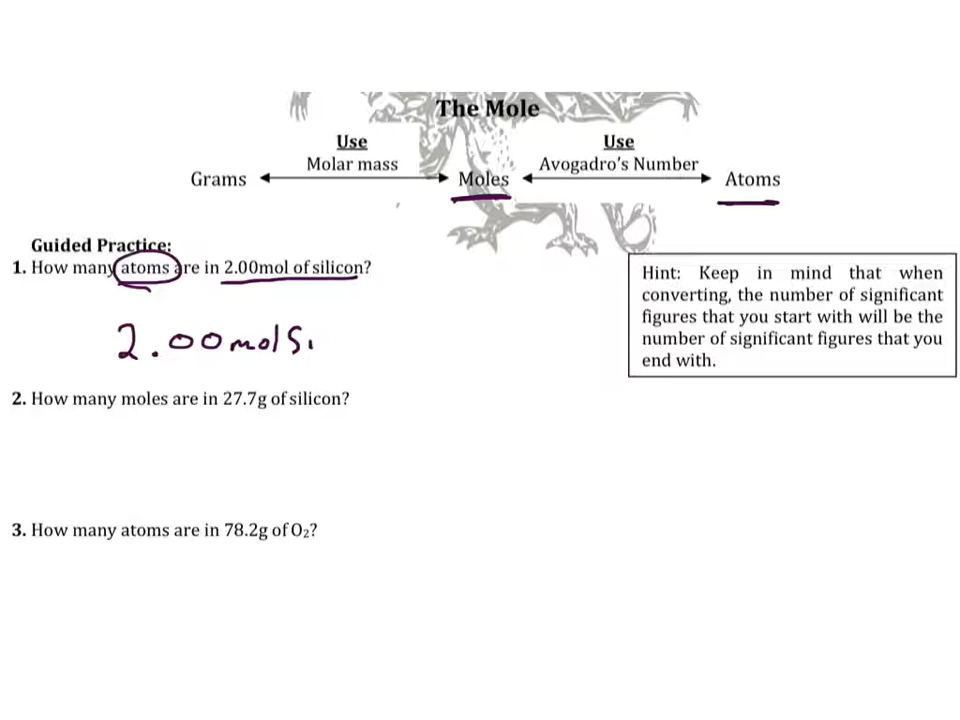 The Mole
Use
Molar mass
Use
Avogadro's Number
Grams
Moles
Atoms
Guided Practice:
1. How many atoms are in 2.00mol of silicon?
2.00 mol Si
Hint: Keep in mind that when
converting, the number of significant
figures that you start with will be the
number of significant figures that you
end with.
2. How many moles are in 27.7g of silicon?
3. How many atoms are in 78.2g of O₂?